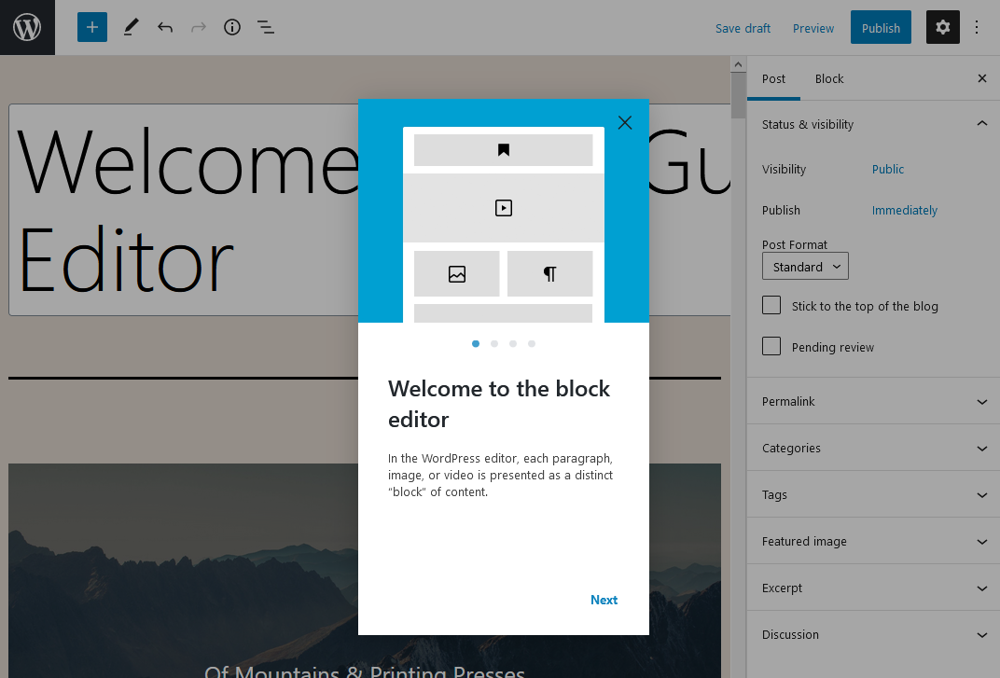 Save draft
Preview
Publish
Welcome
Gu
Editor
Post
Block
Status & visibility
Visibility
Public
Publish
Immediately
Post Format
Standard
Stick to the top of the blog
Pending review
Permalink
Categories
Tags
Featured image
Excerpt
Discussion
Welcome to the block
editor
In the WordPress editor, each paragraph,
image, or video is presented as a distinct
“block” of content.
Next
Of Mountains & Printing Presses